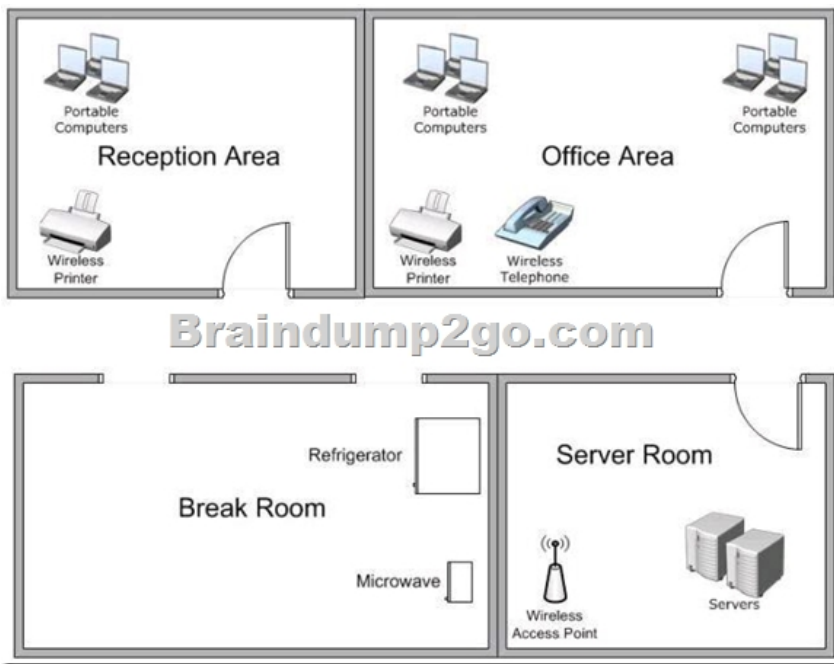 Portable
Computers
Reception Area
Wireless
Printer
Portable
Computers
Portable
Computers
Office Area
Wireless
Printer
Wireless
Telephone
Braindump2go.com
Refrigerator
Break Room
Microwave
Server Room
Wireless
Access Point
Servers